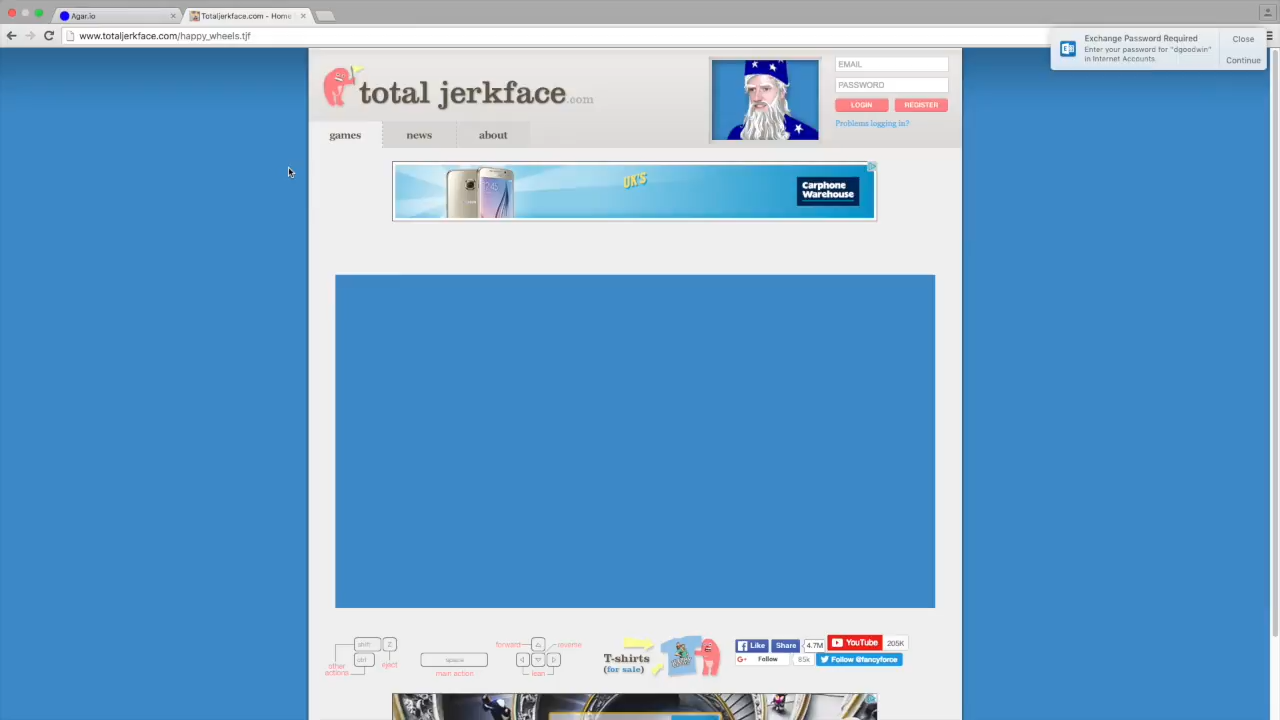 Agar.io
Totaljerkface.com - Home
www.totaljerkface.com/happy_wheels.tjf
Exchange Password Required
Enter your password for "dgoodwin"
in Internet Accounts.
Close
Continue
total jerkface.com
EMAIL
PASSWORD
LOGIN
REGISTER
Problems logging in?
games
news
about
UK'S
Carphone
Warehouse
shift
Z
ctrl
other
actions
eject
space
main action
forward
reverse
lean
T-shirts
(for sale)
Like
Share
4.7M
YouTube
205K
G+
Follow
85k
Follow @fancyforce